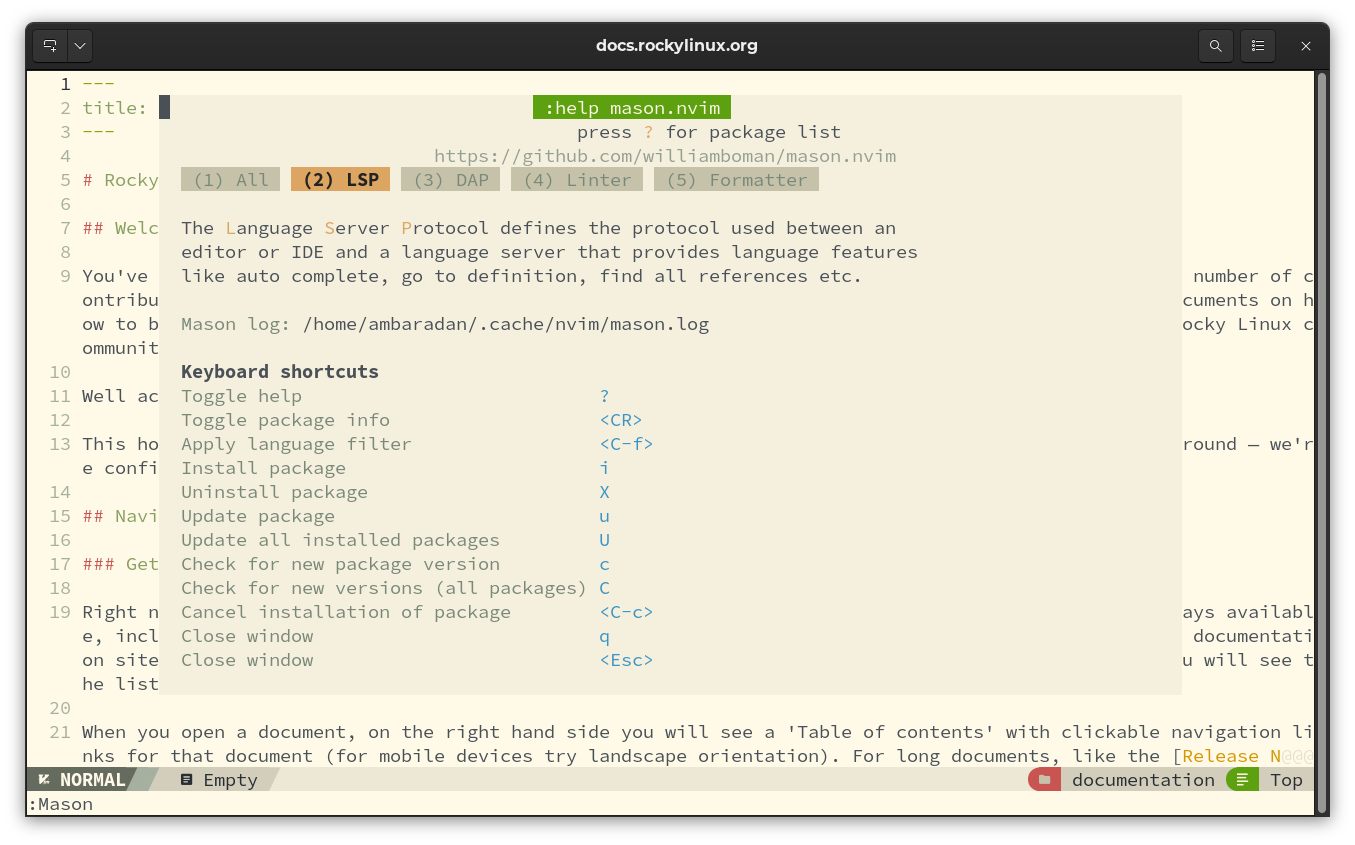 docs.rockylinux.org
1 ---
2 title: :help mason.nvim
3 --- press ? for package list
4 https://github.com/williamboman/mason.nvim
5 # Rocky (1) All (2) LSP (3) DAP (4) Linter (5) Formatter
6
7 ## Welc The Language Server Protocol defines the protocol used between an
8 editor or IDE and a language server that provides language features
9 You've like auto complete, go to definition, find all references etc. number of c
ontribu cuments on h
ow to b Mason log: /home/ambaradan/.cache/nvim/mason.log ocky Linux c
ommunit
10 Keyboard shortcuts
11 Well ac Toggle help ?
12 Toggle package info <CR>
13 This ho Apply language filter <C-f> round — we'r
e confi Install package i
14 Uninstall package X
15 ## Navi Update package u
16 Update all installed packages U
17 ### Get Check for new package version c
18 Check for new versions (all packages) C
19 Right n Cancel installation of package <C-c> ays availabl
e, incl Close window q documentati
on site Close window <Esc> u will see t
he list
20
21 When you open a document, on the right hand side you will see a 'Table of contents' with clickable navigation li
nks for that document (for mobile devices try landscape orientation). For long documents, like the [Release N@@@
NORMAL Empty documentation Top
:Mason